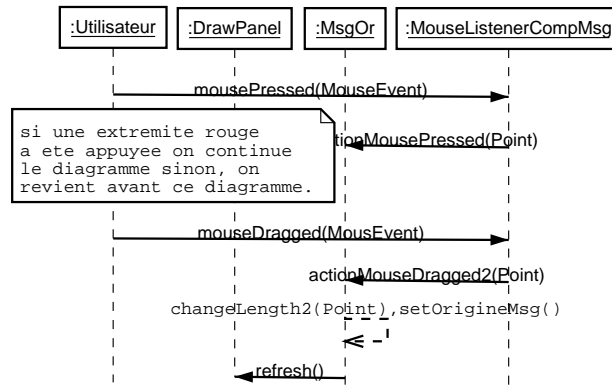 :Utilisateur :DrawPanel :MsgOr :MouseListenerCompMsg
mousePressed(MouseEvent)
si une extremite rouge
a ete appuyee on continue
le diagramme sinon, on
revient avant ce diagramme.
tionMousePressed(Point)
mouseDragged(MousEvent)
actionMouseDragged2(Point)
changeLength2(Point),setOrigineMsg()
refresh()